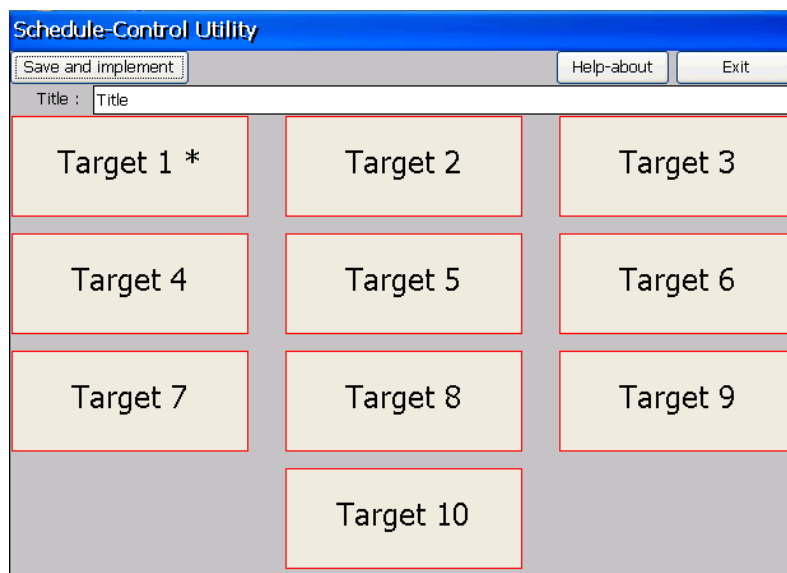 Schedule-Control Utility
Save and implement Help-about Exit
Title : Title
Target 1 * Target 2 Target 3
Target 4 Target 5 Target 6
Target 7 Target 8 Target 9
Target 10